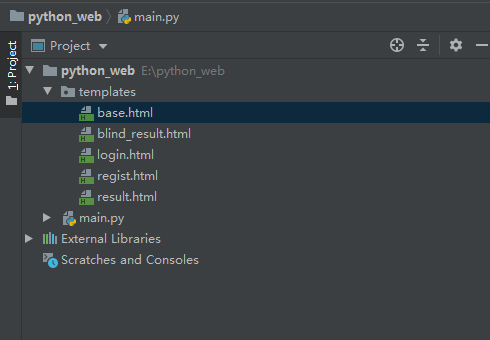 python_web main.py
1: Project
Project
python_web E:\python_web
templates
base.html
blind_result.html
login.html
regist.html
result.html
main.py
External Libraries
Scratches and Consoles